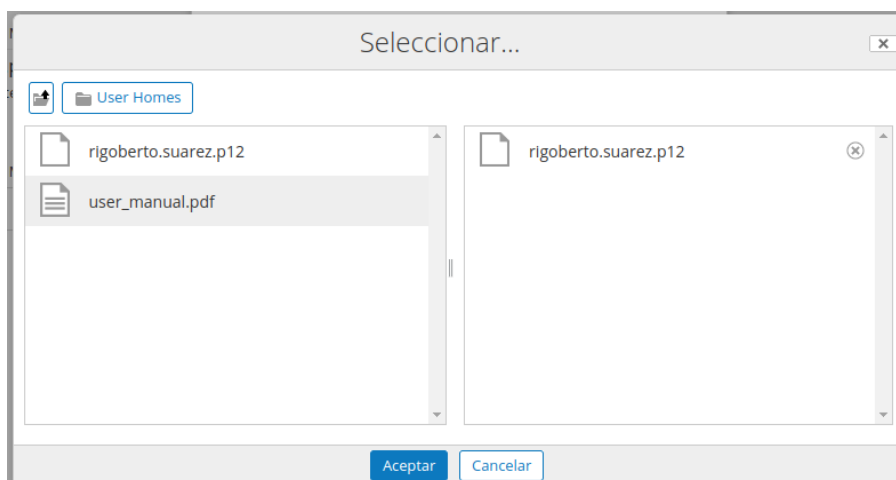 Seleccionar...
User Homes
rigoberto.suarez.p12
user_manual.pdf
rigoberto.suarez.p12
Aceptar
Cancelar